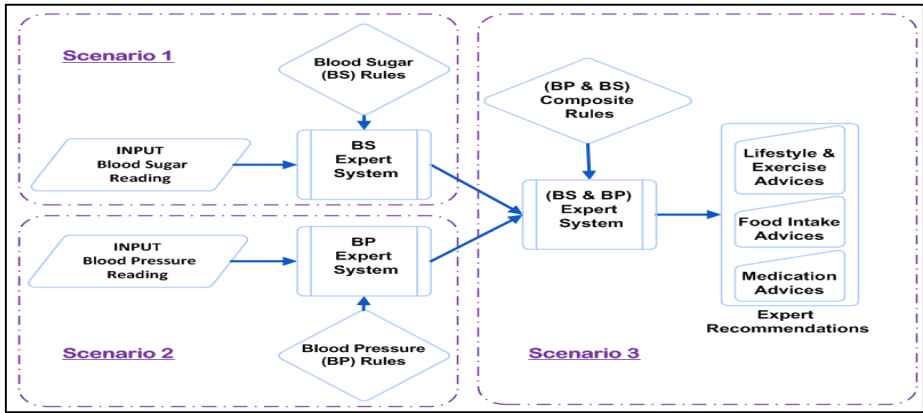 Scenario 1
Blood Sugar
(BS) Rules
INPUT
Blood Sugar
Reading
BS
Expert
System
INPUT
Blood Pressure
Reading
BP
Expert
System
Scenario 2
Blood Pressure
(BP) Rules
(BP & BS)
Composite
Rules
(BS & BP)
Expert
System
Lifestyle &
Exercise
Advices
Food Intake
Advices
Medication
Advices
Expert
Recommendations
Scenario 3